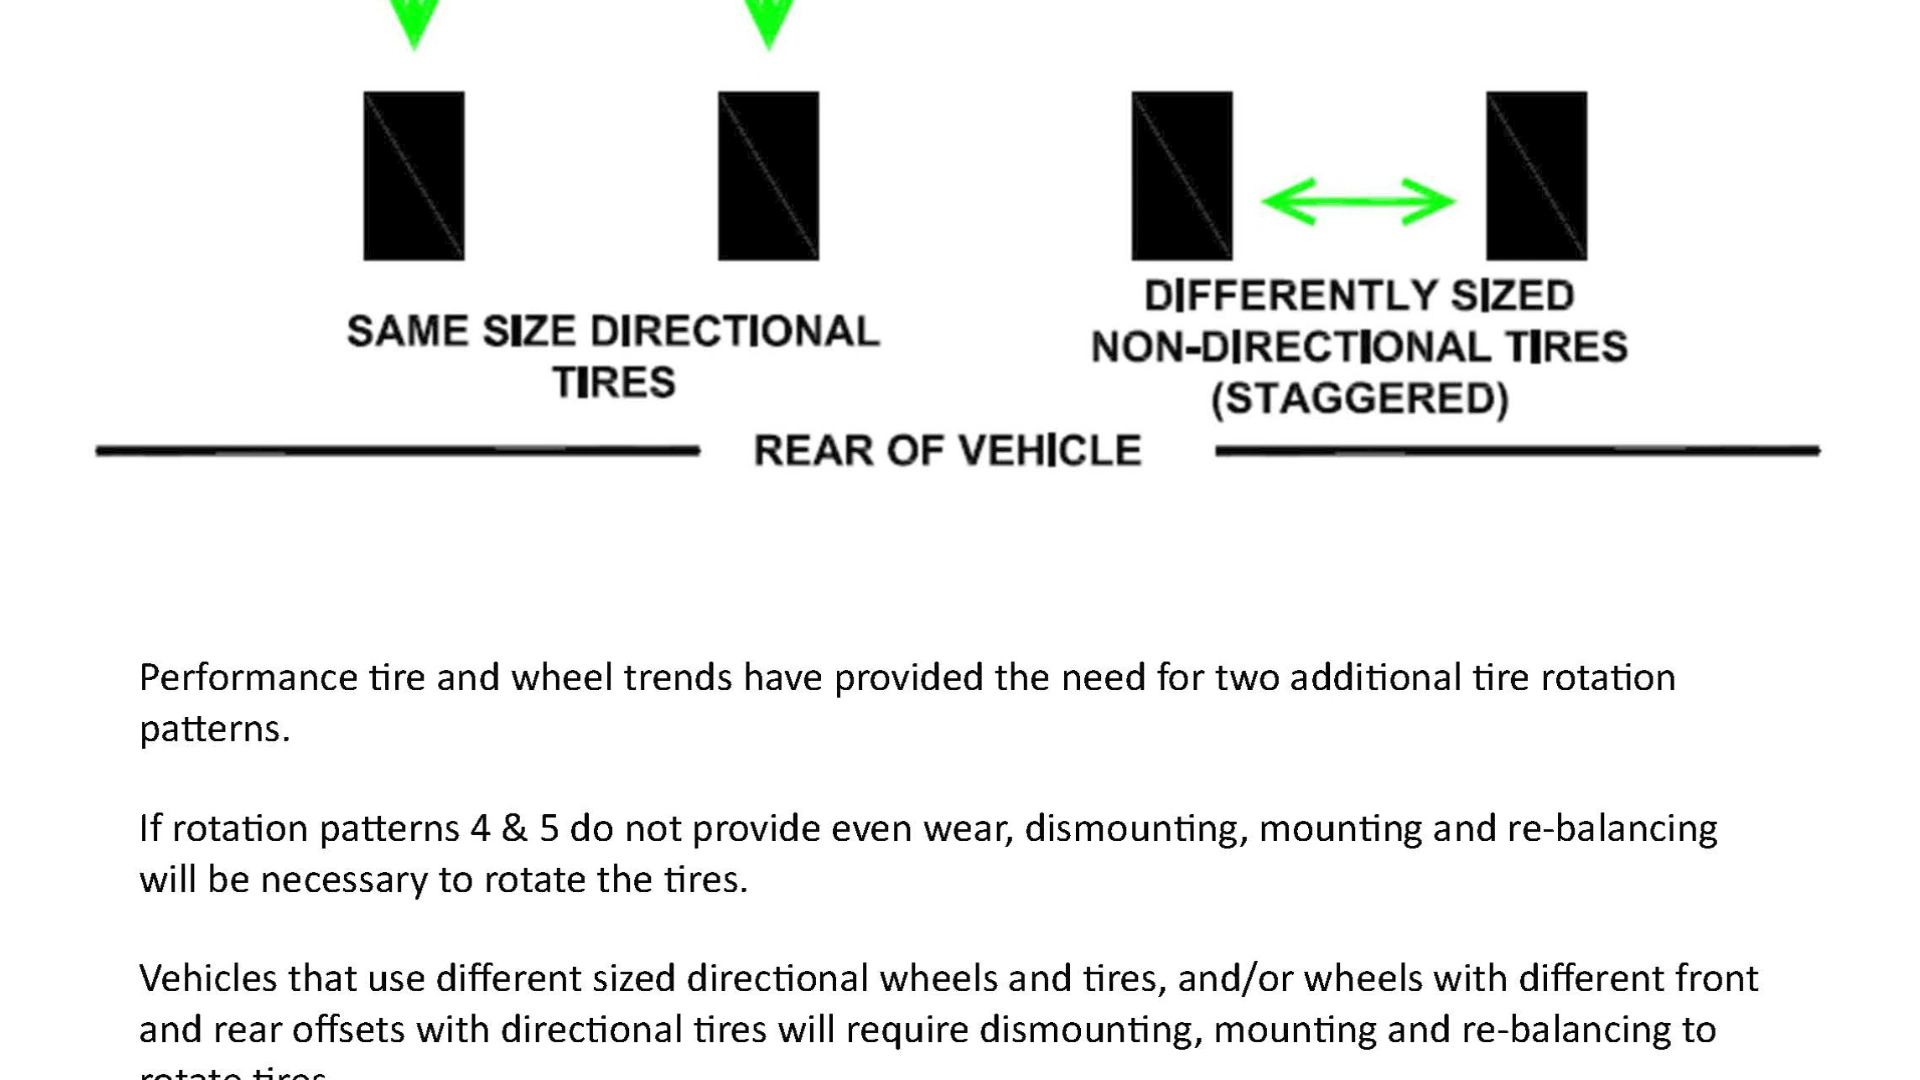 SAME SIZE DIRECTIONAL
TIRES
DIFFERENTLY SIZED
NON-DIRECTIONAL TIRES
(STAGGERED)
REAR OF VEHICLE
Performance tire and wheel trends have provided the need for two additional tire rotation
patterns.
If rotation patterns 4 & 5 do not provide even wear, dismounting, mounting and re-balancing
will be necessary to rotate the tires.
Vehicles that use different sized directional wheels and tires, and/or wheels with different front
and rear offsets with directional tires will require dismounting, mounting and re-balancing to
rotate tires.